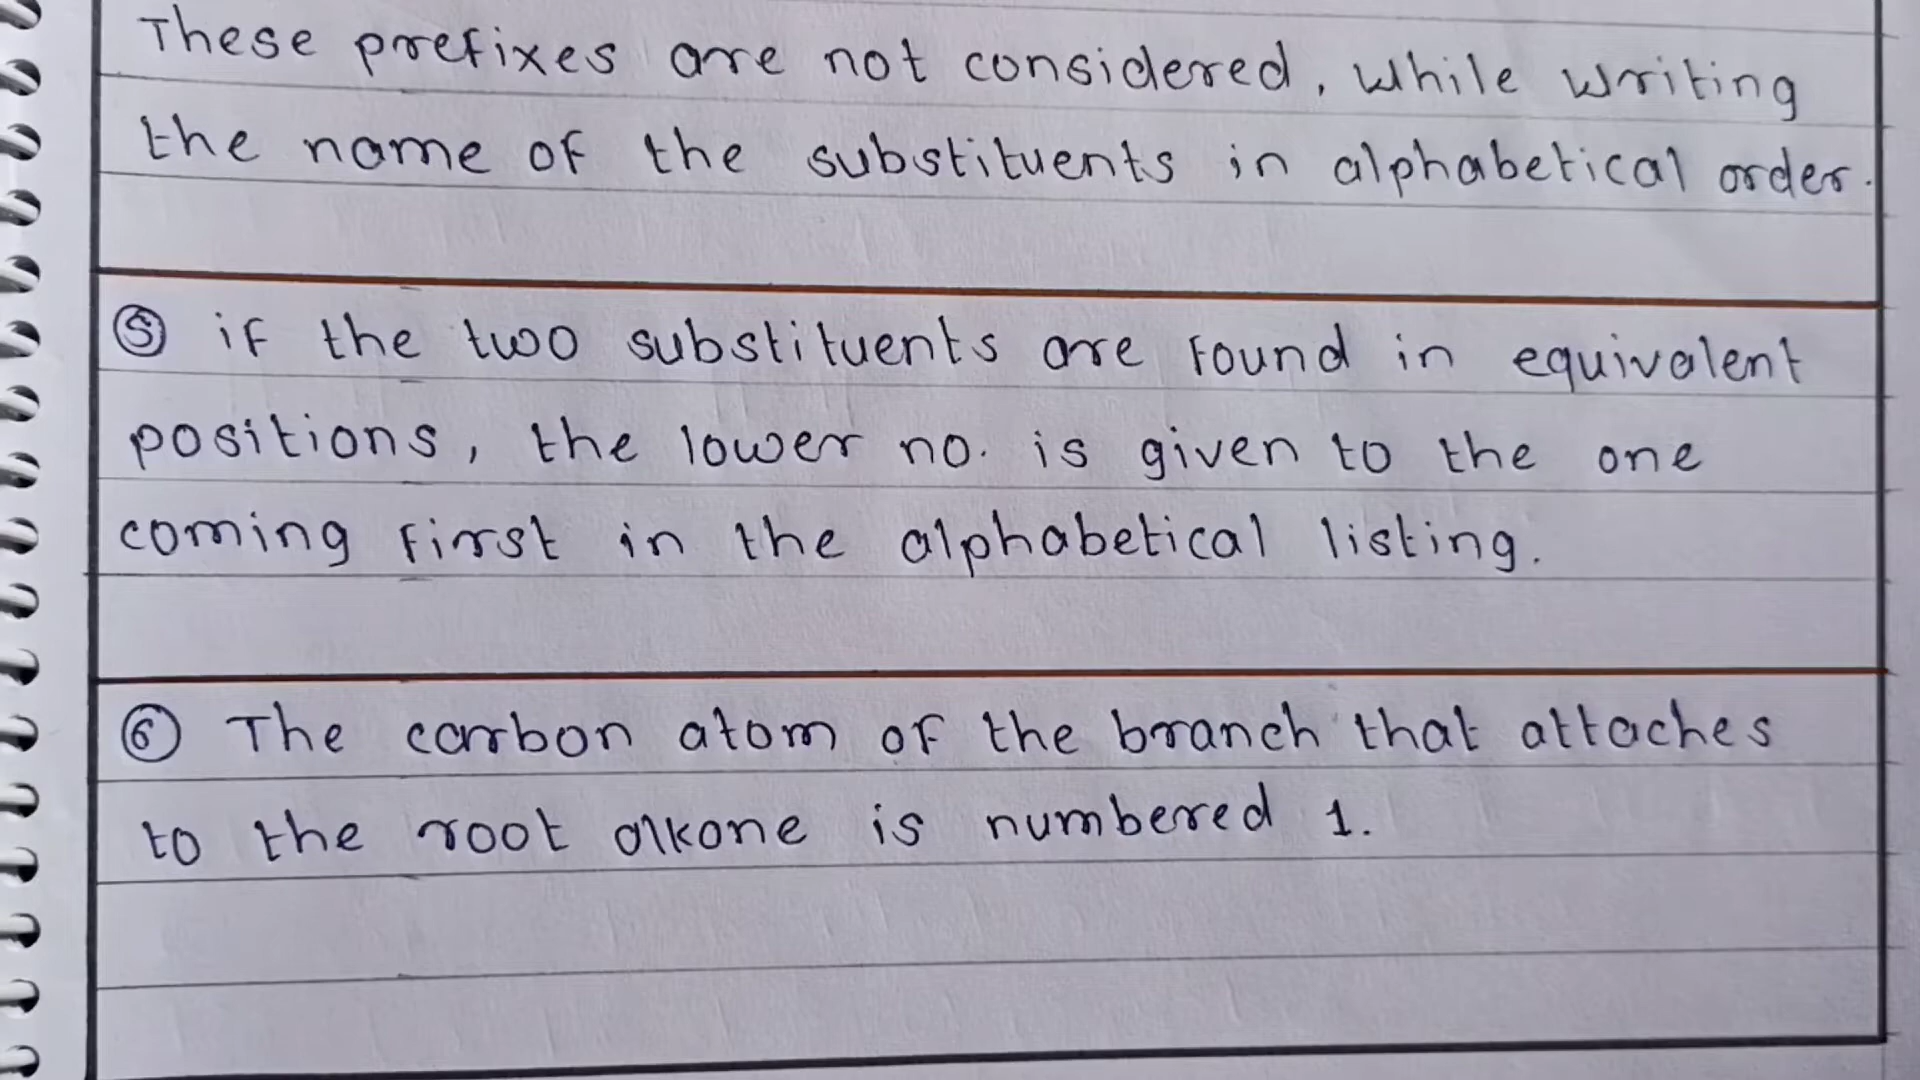 These prefixes are not considered, while writing
the name of the substituents in alphabetical order.
⑤ if the two substituents are found in equivalent
positions, the lower no. is given to the one
coming first in the alphabetical listing.
⑥ The carbon atom of the branch that attaches
to the root alkane is numbered 1.